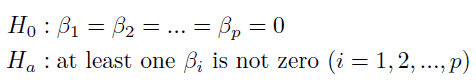 H₀ : β₁ = β₂ = ... = βₚ = 0
Hₐ : at least one βᵢ is not zero (i = 1, 2, ..., p)